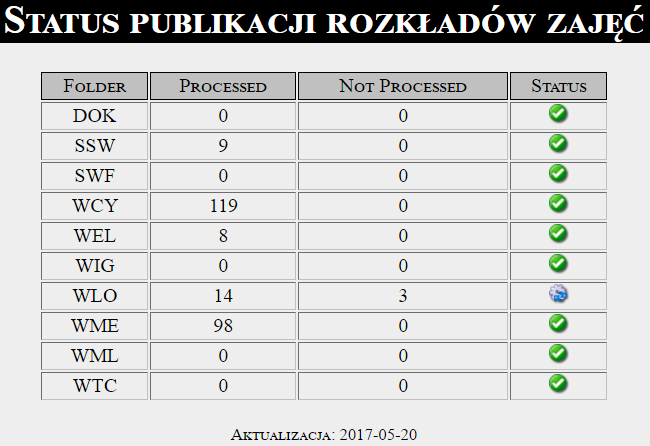 Status publikacji rozkładów zajęć
Folder Processed Not Processed Status
DOK 0 0
SSW 9 0
SWF 0 0
WCY 119 0
WEL 8 0
WIG 0 0
WLO 14 3
WME 98 0
WML 0 0
WTC 0 0
Aktualizacja: 2017-05-20